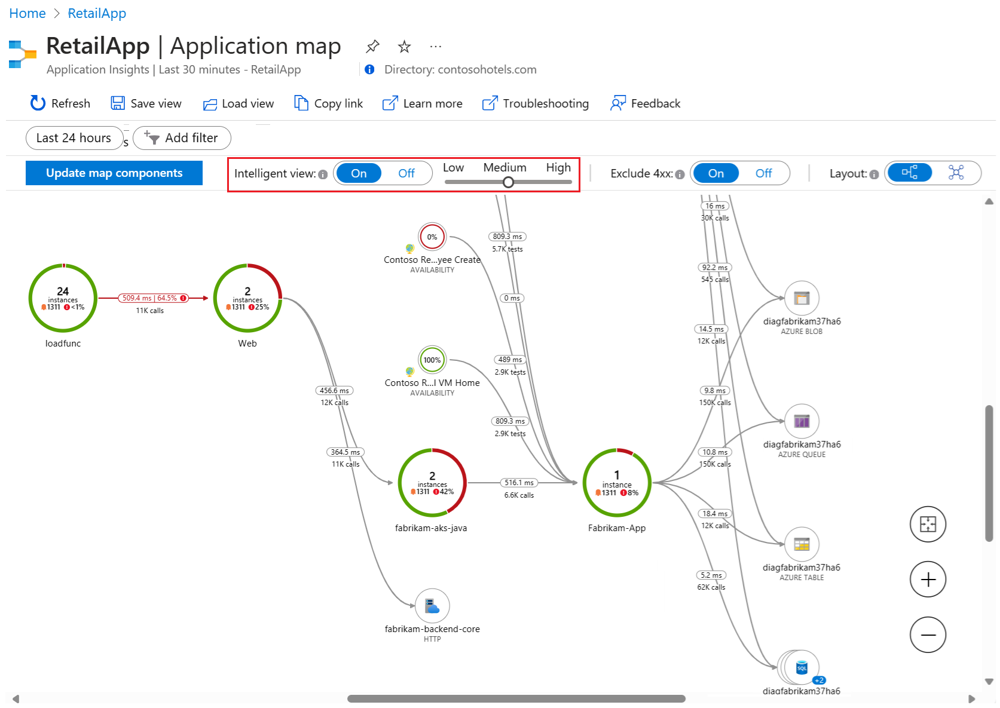 Home > RetailApp
RetailApp | Application map
Application Insights | Last 30 minutes - RetailApp
Directory: contosohotels.com
Refresh
Save view
Load view
Copy link
Learn more
Troubleshooting
Feedback
Last 24 hours
s
Add filter
Update map components
Intelligent view:
On
Off
Low
Medium
High
Exclude 4xx:
On
Off
Layout:
16 ms
30K calls
0%
Contoso Re...yee Create
AVAILABILITY
809.3 ms
5.7K tests
92.2 ms
545 calls
24
instances
1311 <1%
loadfunc
509.4 ms | 64.5%
11K calls
2
instances
1311 25%
Web
0 ms
diagfabrikam37ha6
AZURE BLOB
14.5 ms
12K calls
100%
Contoso R...l VM Home
AVAILABILITY
489 ms
2.9K tests
456.6 ms
12K calls
9.8 ms
150K calls
809.3 ms
2.9K tests
diagfabrikam37ha6
AZURE QUEUE
364.5 ms
11K calls
10.8 ms
150K calls
2
instances
1311 42%
fabrikam-aks-java
516.1 ms
6.6K calls
1
instance
1311 8%
Fabrikam-App
18.4 ms
12K calls
diagfabrikam37ha6
AZURE TABLE
5.2 ms
62K calls
fabrikam-backend-core
HTTP
SQL
+2
diagfabrikam37ha6